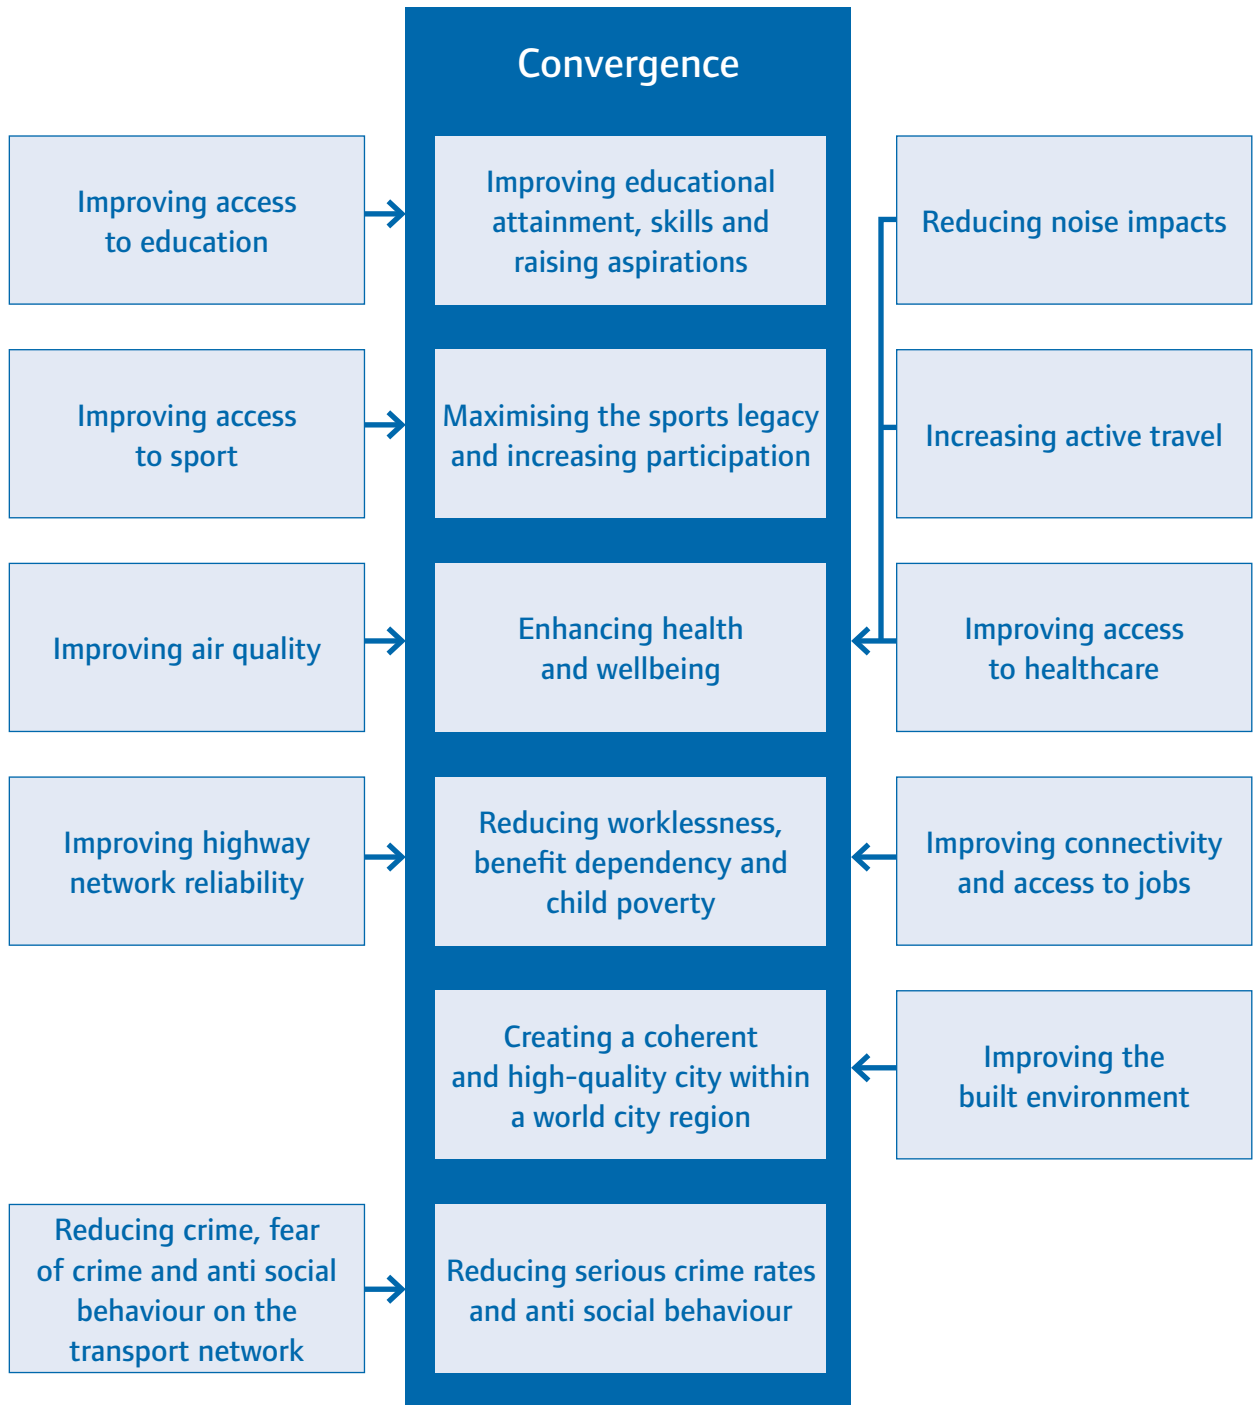 Convergence
Improving access
to education
Improving educational
attainment, skills and
raising aspirations
Reducing noise impacts
Improving access
to sport
Maximising the sports legacy
and increasing participation
Increasing active travel
Improving air quality
Enhancing health
and wellbeing
Improving access
to healthcare
Improving highway
network reliability
Reducing worklessness,
benefit dependency and
child poverty
Improving connectivity
and access to jobs
Creating a coherent
and high-quality city within
a world city region
Improving the
built environment
Reducing crime, fear
of crime and anti social
behaviour on the
transport network
Reducing serious crime rates
and anti social behaviour